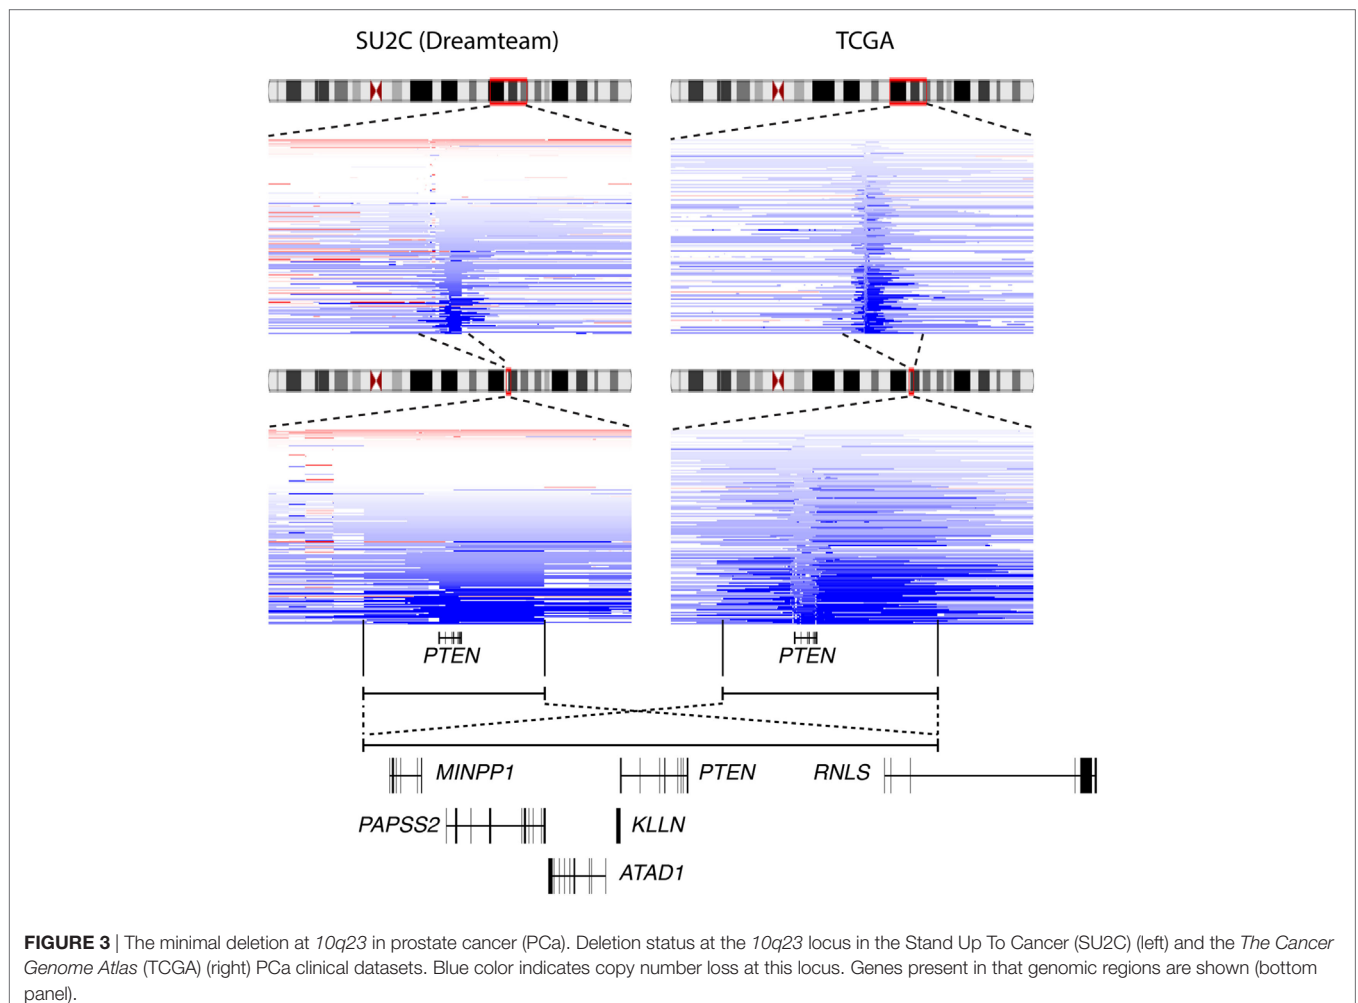 SU2C (Dreamteam)
TCGA
PTEN
PTEN
MINPP1
PTEN
RNLS
PAPSS2
KLLN
ATAD1
FIGURE 3 | The minimal deletion at 10q23 in prostate cancer (PCa). Deletion status at the 10q23 locus in the Stand Up To Cancer (SU2C) (left) and the The Cancer
Genome Atlas (TCGA) (right) PCa clinical datasets. Blue color indicates copy number loss at this locus. Genes present in that genomic regions are shown (bottom
panel).